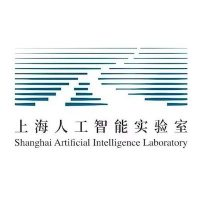 上海人工智能实验室
Shanghai Artificial Intelligence Laboratory